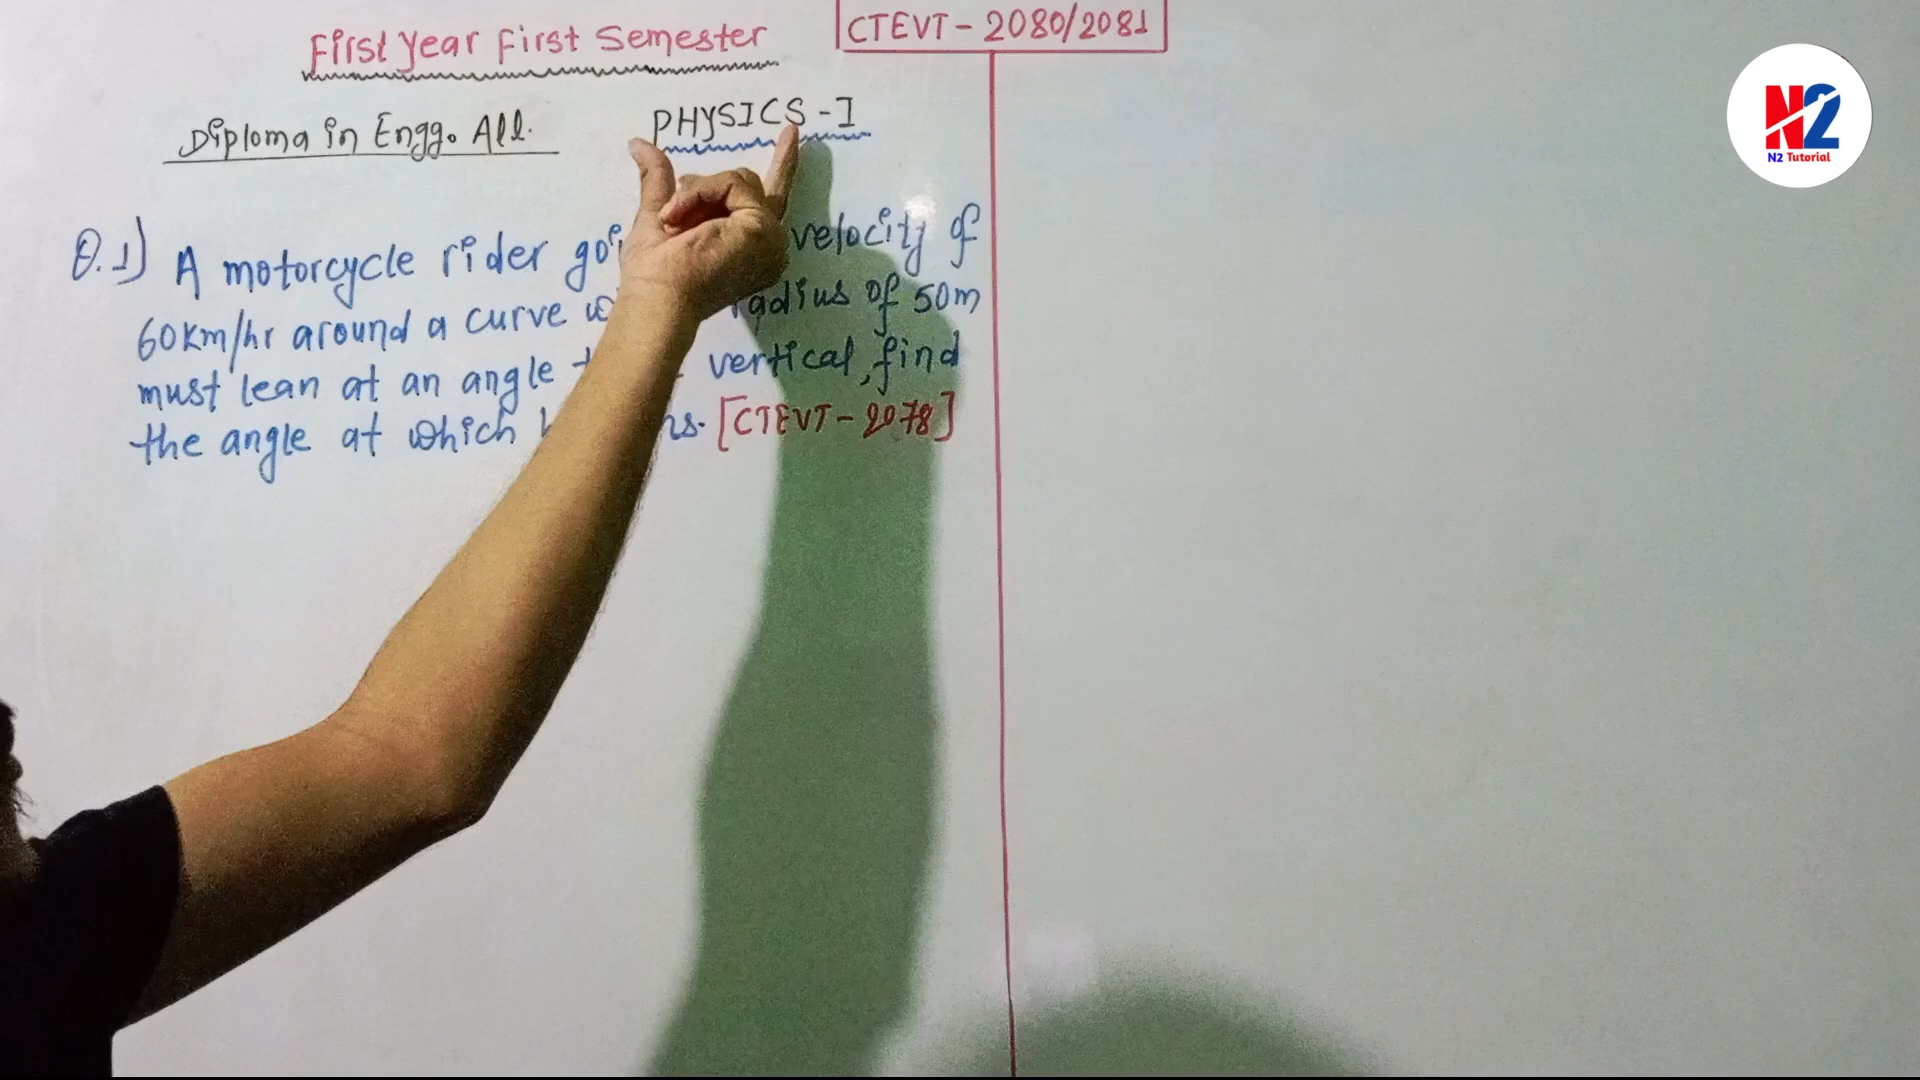 First Year First Semester
CTEVT - 2080/2081
Diploma in Engg. All.
PHYSICS - I
N2
N2 Tutorial
Q.1) A motorcycle rider velocity of
60km/hr around a curve radius of 50m
must lean at an angle vertical, find
the angle at which [CTEVT - 2078]